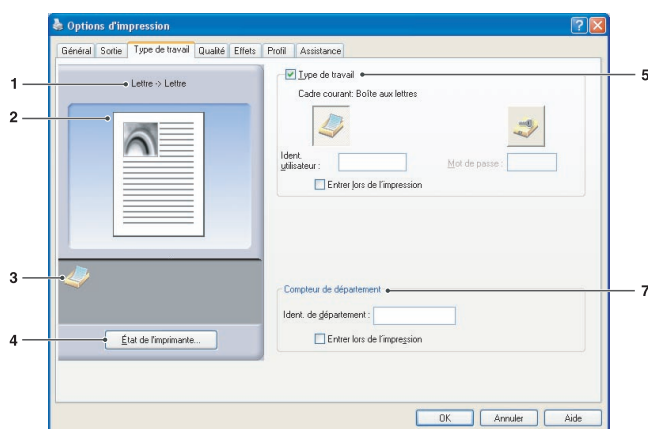 Options d'impression
Général Sortie Type de travail Qualité Effets Profil Assistance
1
Lettre -> Lettre
2
3
4
État de l'imprimante...
Type de travail
5
Cadre courant: Boîte aux lettres
Ident.
utilisateur :
Mot de passe :
Entrer lors de l'impression
Compteur de département
7
Ident. de département :
Entrer lors de l'impression
OK Annuler Aide